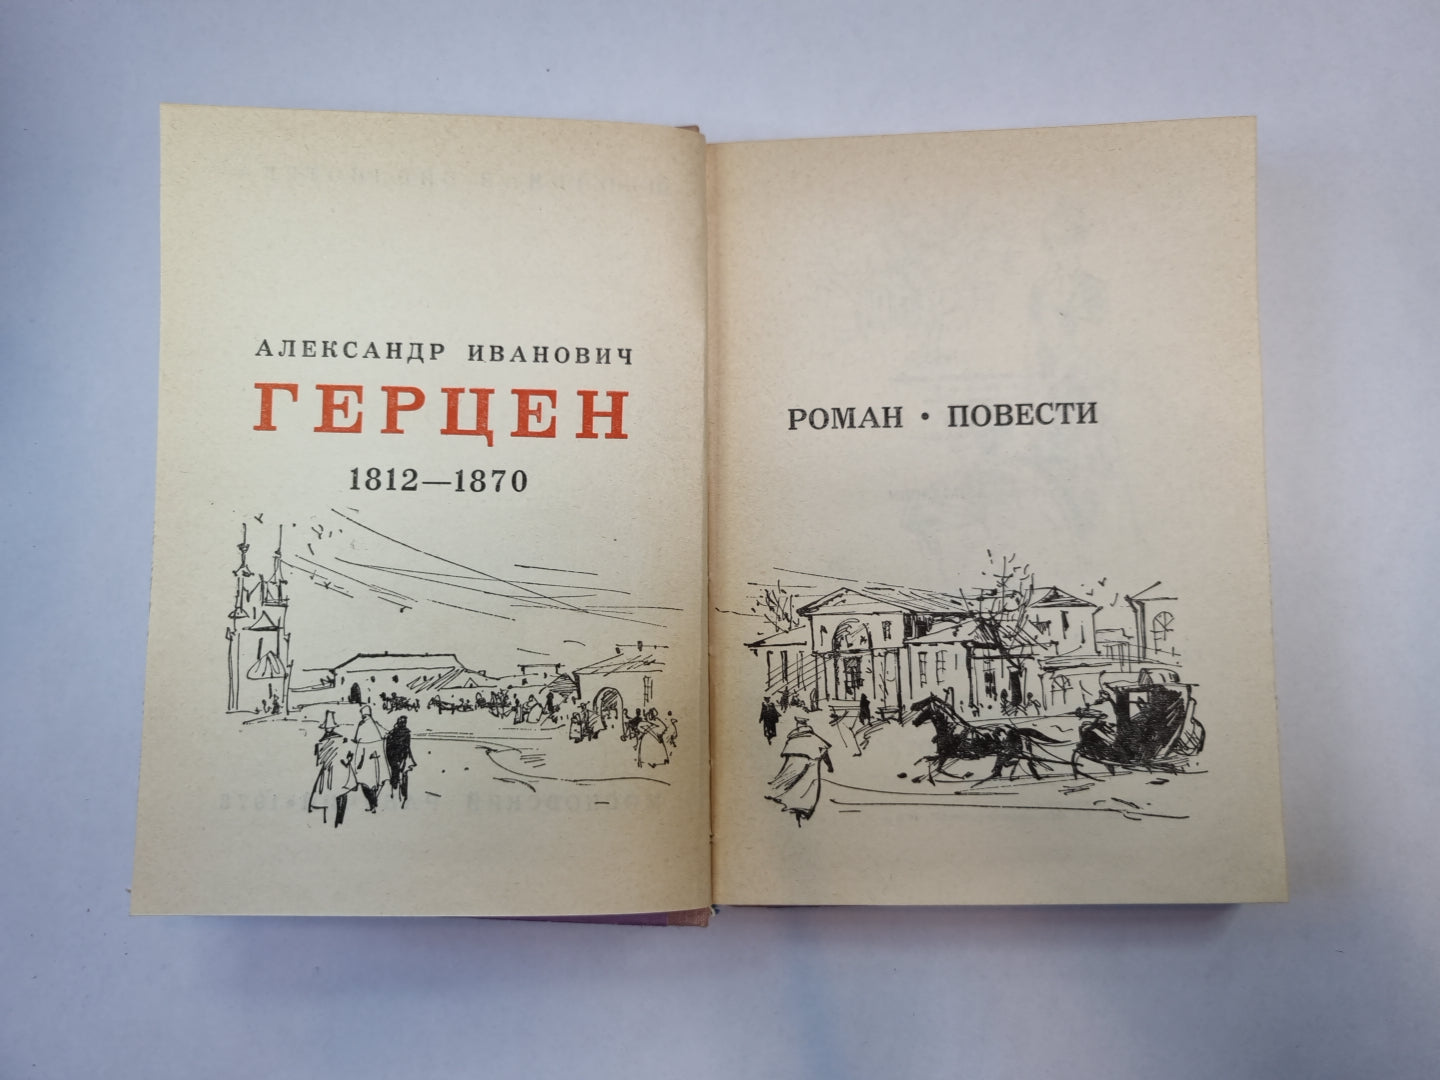 АЛЕКСАНДР ИВАНОВИЧ
ГЕРЦЕН
1812—1870
РОМАН • ПОВЕСТИ